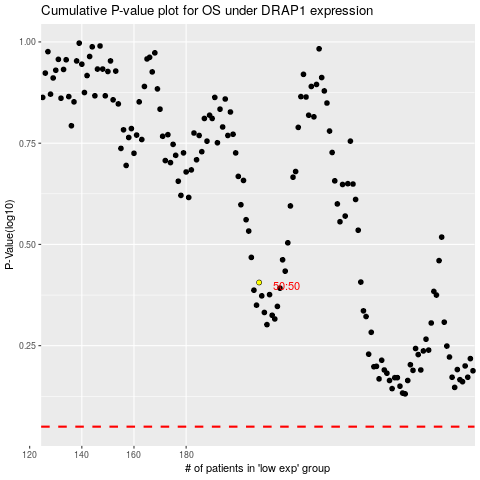 Cumulative P-value plot for OS under DRAP1 expression
1.00
0.75
0.50
0.25
P-Value(log10)
50:50
120 140 160 180
# of patients in 'low exp' group